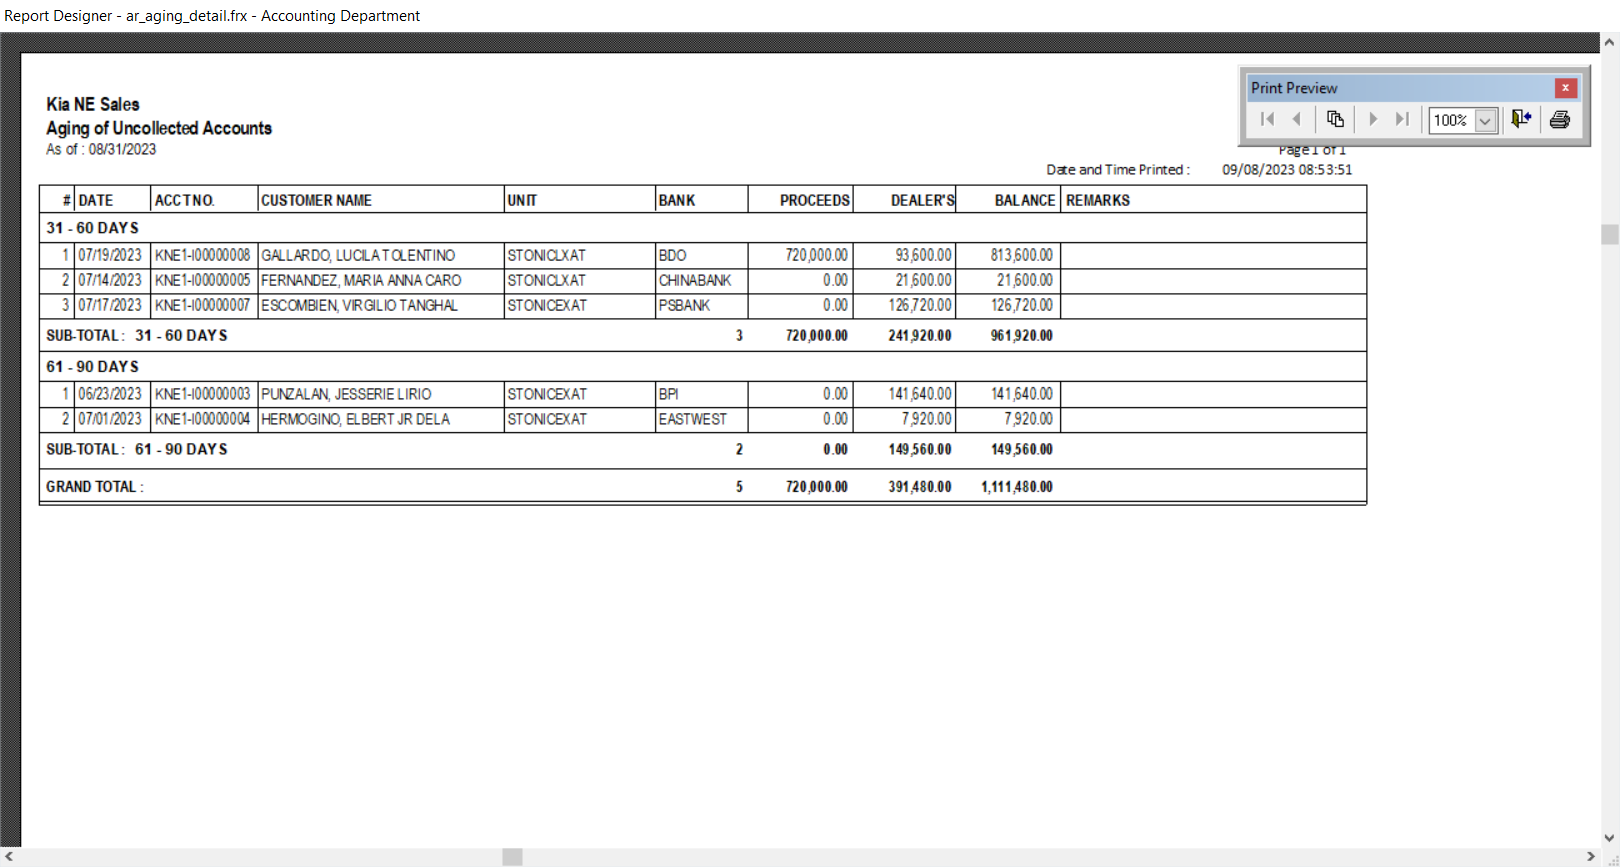 Report Designer - ar_aging_detail.frx - Accounting Department
Print Preview
100%
Kia NE Sales
Aging of Uncollected Accounts
As of : 08/31/2023
Page 1 of 1
Date and Time Printed : 09/08/2023 08:53:51
# DATE ACCTNO. CUSTOMER NAME UNIT BANK PROCEEDS DEALER'S BALANCE REMARKS
31 - 60 DAYS
1 07/19/2023 KNE1-I00000008 GALLARDO, LUCILA TOLENTINO STONICLXAT BDO 720,000.00 93,600.00 813,600.00
2 07/14/2023 KNE1-I00000005 FERNANDEZ, MARIA ANNA CARO STONICLXAT CHINABANK 0.00 21,600.00 21,600.00
3 07/17/2023 KNE1-I00000007 ESCOMBIEN, VIRGILIO TANGHAL STONICEXAT PSBANK 0.00 126,720.00 126,720.00
SUB-TOTAL : 31 - 60 DAYS 3 720,000.00 241,920.00 961,920.00
61 - 90 DAYS
1 06/23/2023 KNE1-I00000003 PUNZALAN, JESSERIE LIRIO STONICEXAT BPI 0.00 141,640.00 141,640.00
2 07/01/2023 KNE1-I00000004 HERMOGINO, ELBERT JR DELA STONICEXAT EASTWEST 0.00 7,920.00 7,920.00
SUB-TOTAL : 61 - 90 DAYS 2 0.00 149,560.00 149,560.00
GRAND TOTAL : 5 720,000.00 391,480.00 1,111,480.00